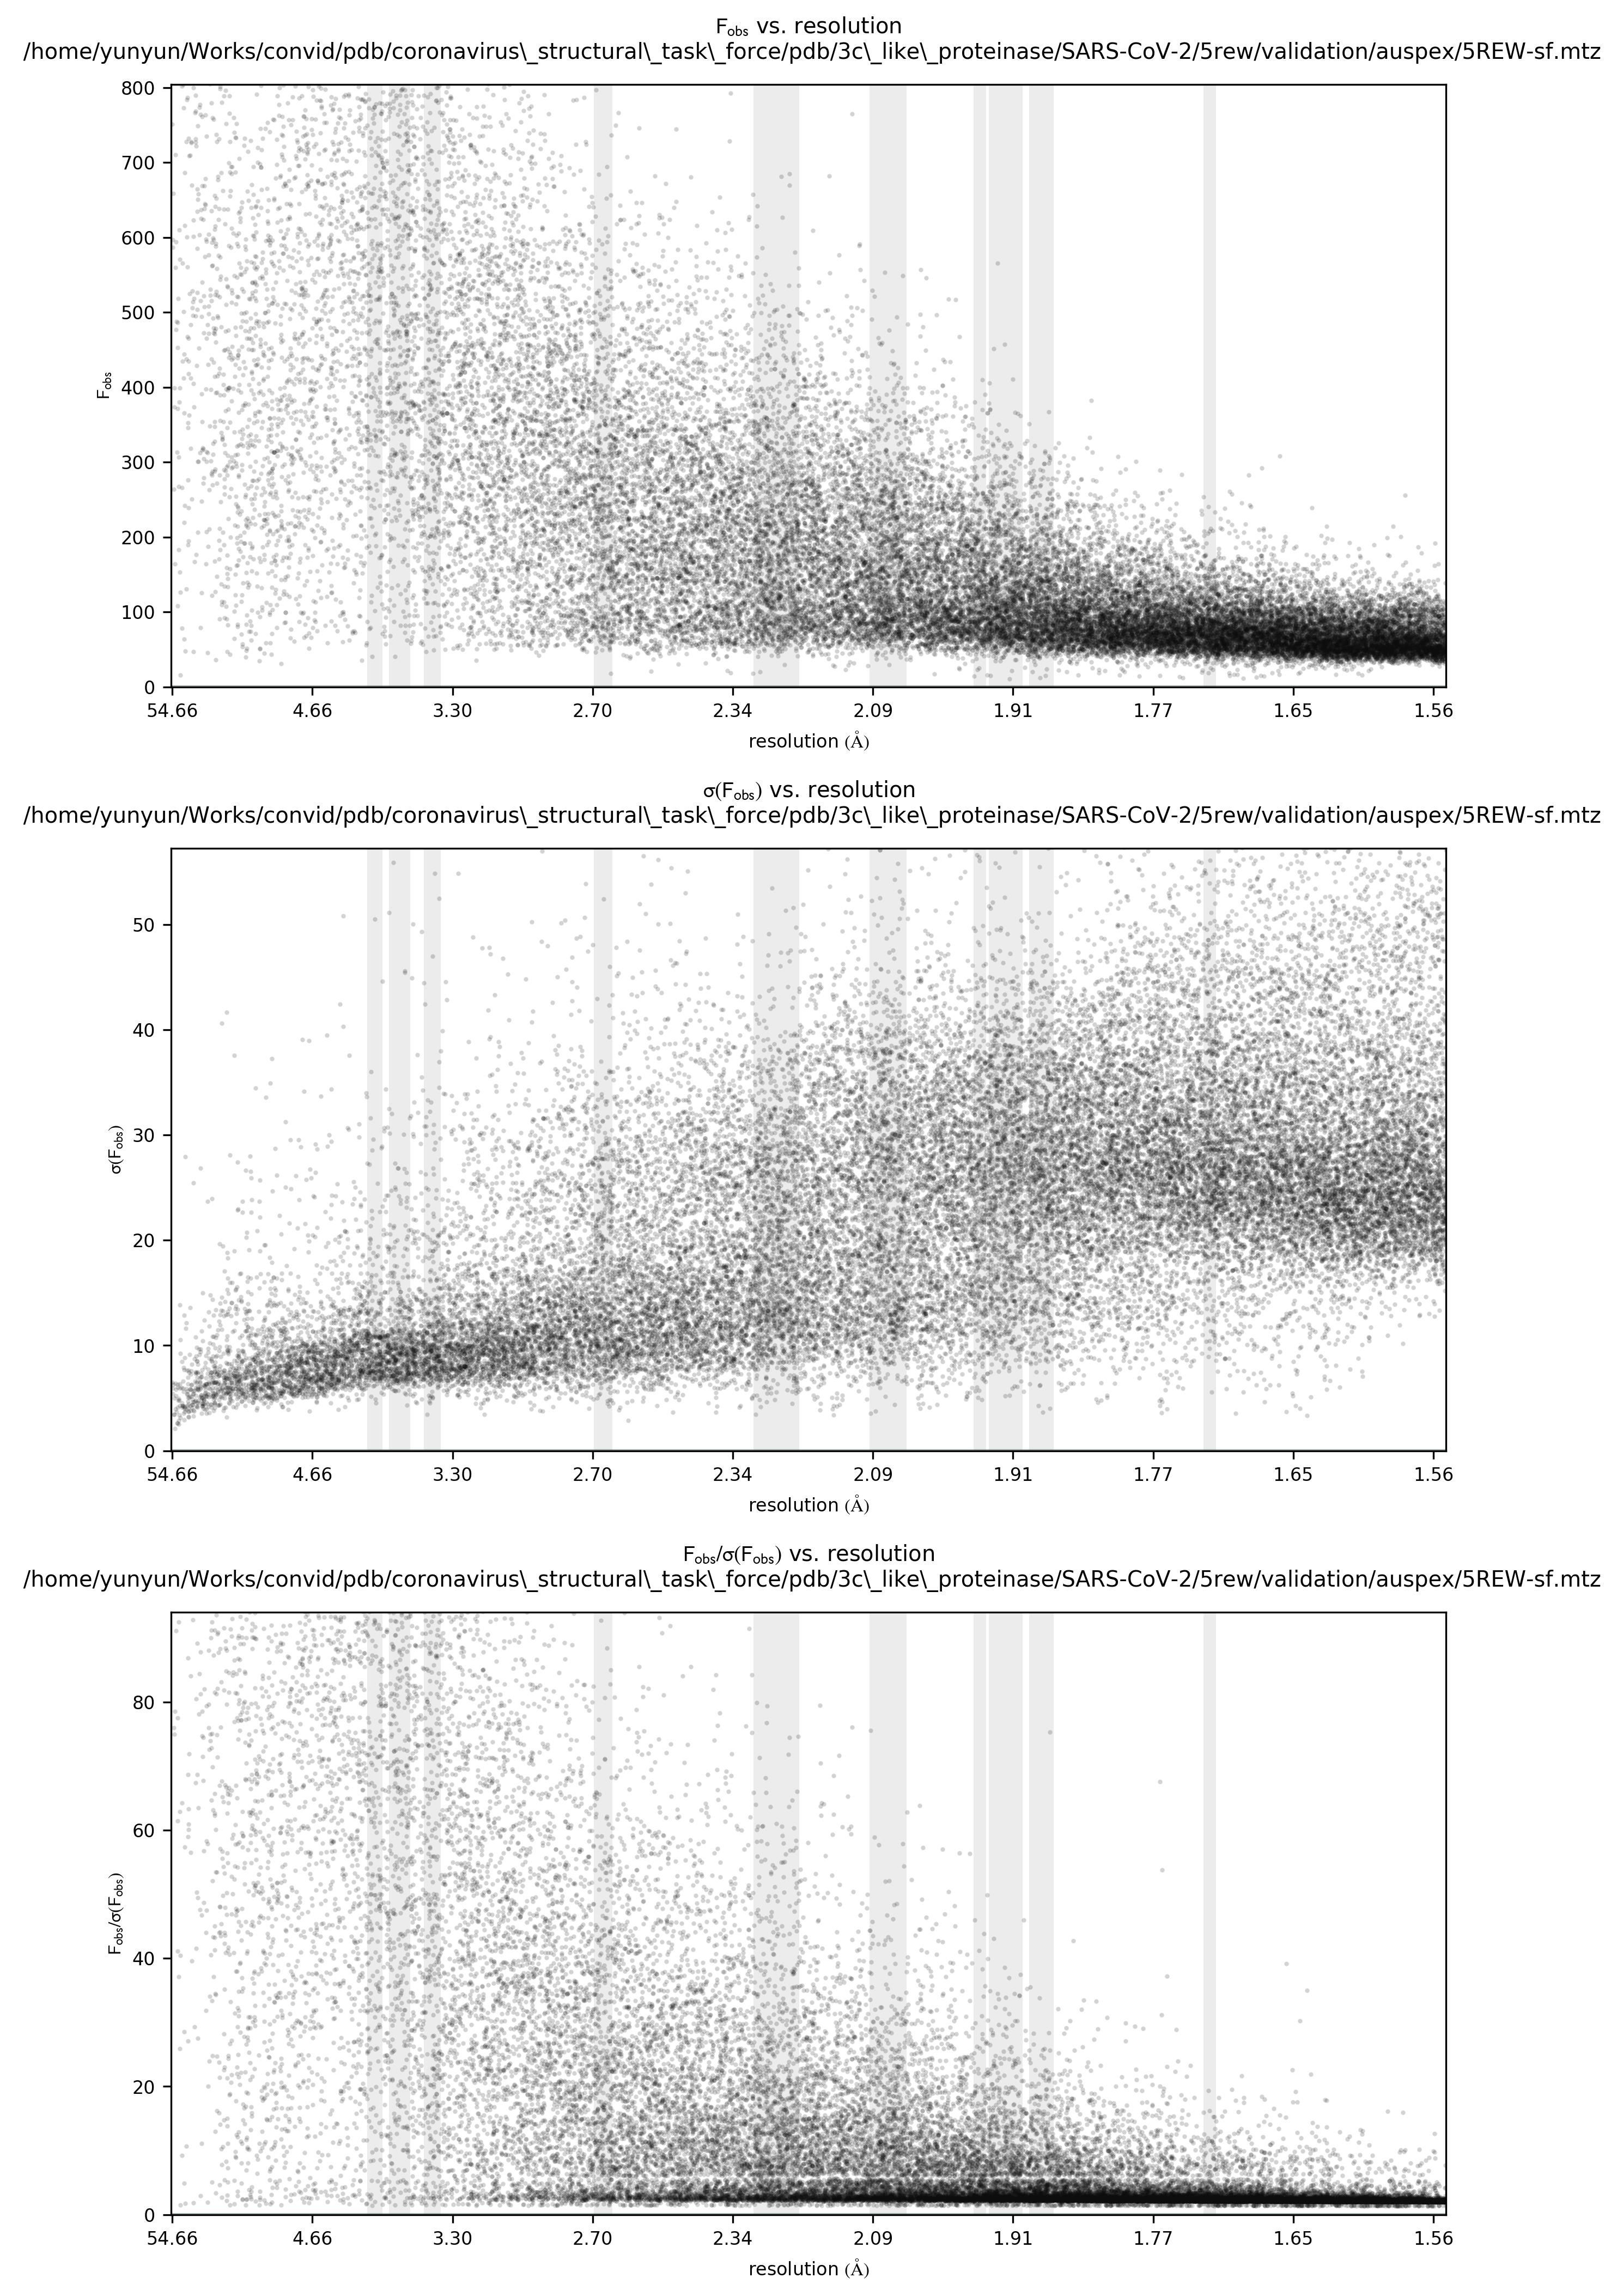 Fobs vs. resolution
/home/yunyun/Works/convid/pdb/coronavirus\_structural\_task\_force/pdb/3c\_like\_proteinase/SARS-CoV-2/5rew/validation/auspex/5REW-sf.mtz
800
700
600
500
400
300
200
100
0
Fobs
54.66 4.66 3.30 2.70 2.34 2.09 1.91 1.77 1.65 1.56
resolution (Å)
σ(Fobs) vs. resolution
/home/yunyun/Works/convid/pdb/coronavirus\_structural\_task\_force/pdb/3c\_like\_proteinase/SARS-CoV-2/5rew/validation/auspex/5REW-sf.mtz
50
40
30
20
10
0
σ(Fobs)
54.66 4.66 3.30 2.70 2.34 2.09 1.91 1.77 1.65 1.56
resolution (Å)
Fobs/σ(Fobs) vs. resolution
/home/yunyun/Works/convid/pdb/coronavirus\_structural\_task\_force/pdb/3c\_like\_proteinase/SARS-CoV-2/5rew/validation/auspex/5REW-sf.mtz
80
60
40
20
0
Fobs/σ(Fobs)
54.66 4.66 3.30 2.70 2.34 2.09 1.91 1.77 1.65 1.56
resolution (Å)